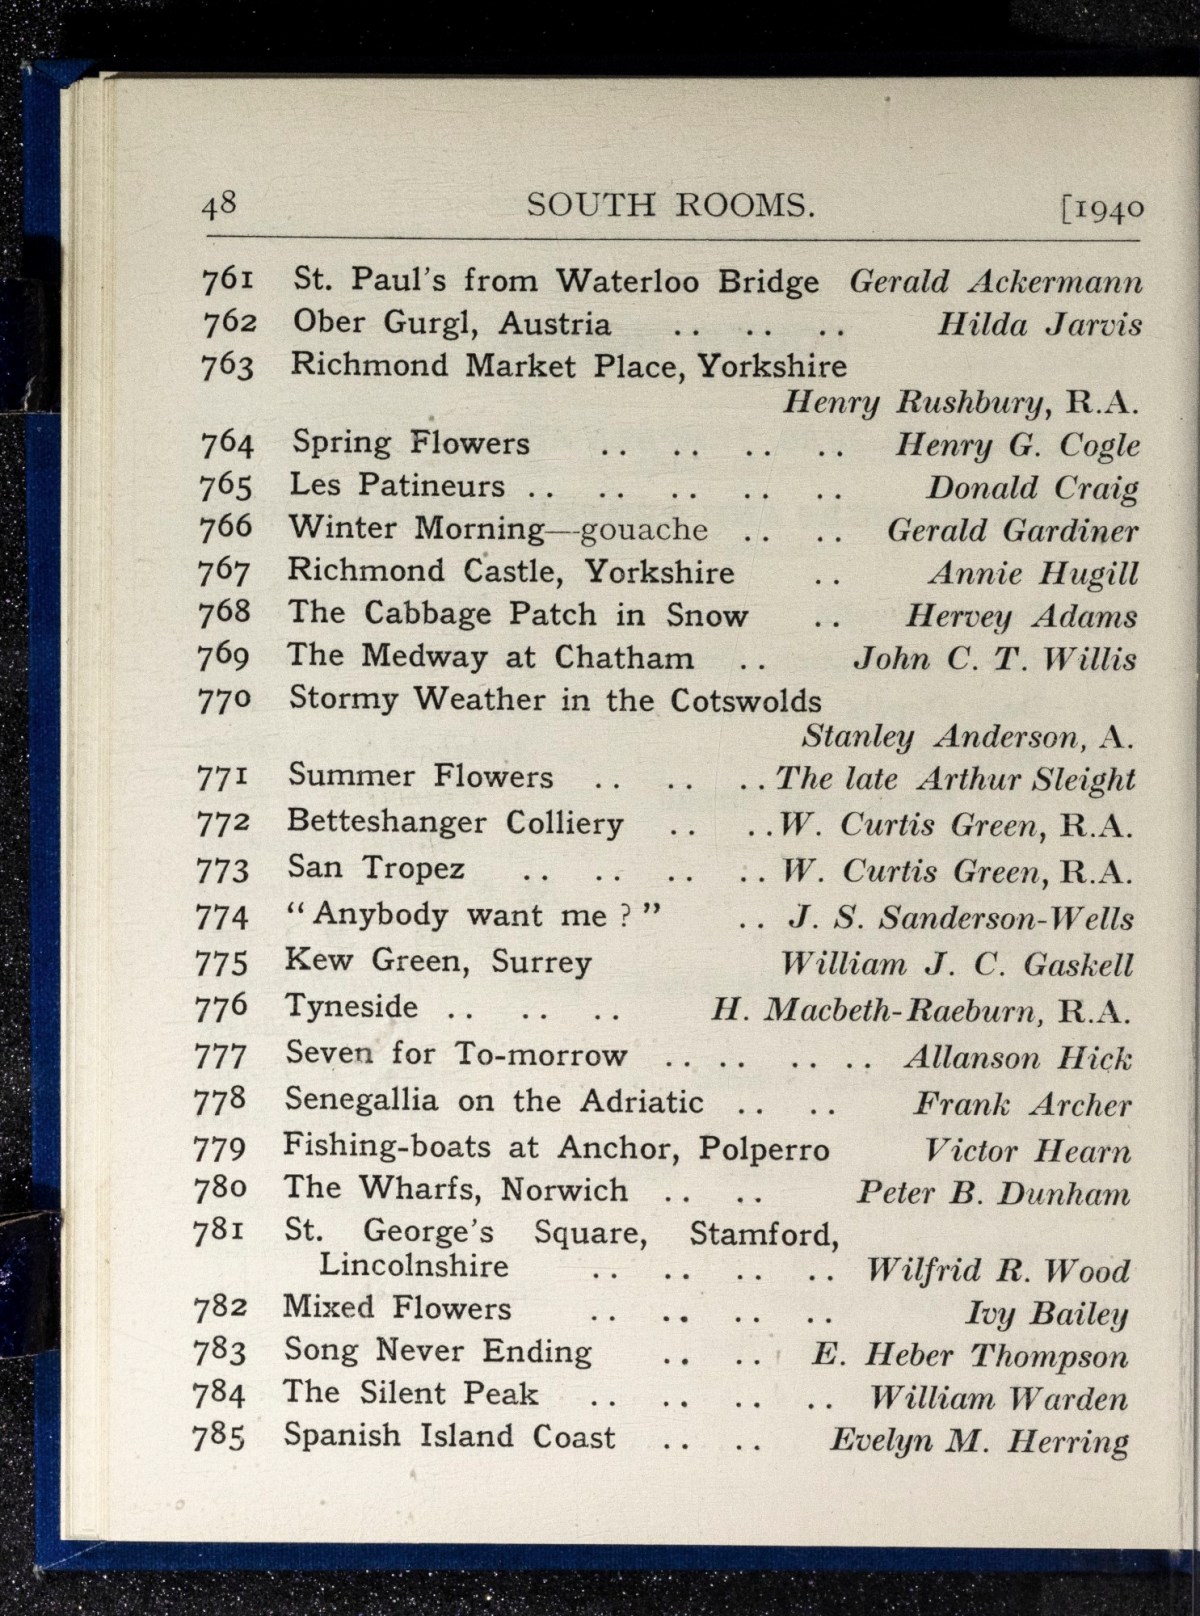 48 SOUTH ROOMS. [1940
761 St. Paul's from Waterloo Bridge Gerald Ackermann
762 Ober Gurgl, Austria .. .. .. Hilda Jarvis
763 Richmond Market Place, Yorkshire
Henry Rushbury, R.A.
764 Spring Flowers .. .. .. .. Henry G. Cogle
765 Les Patineurs .. .. .. .. .. Donald Craig
766 Winter Morning—gouache .. .. Gerald Gardiner
767 Richmond Castle, Yorkshire .. Annie Hugill
768 The Cabbage Patch in Snow .. Hervey Adams
769 The Medway at Chatham .. John C. T. Willis
770 Stormy Weather in the Cotswolds
Stanley Anderson, A.
771 Summer Flowers .. .. .. The late Arthur Sleight
772 Betteshanger Colliery .. .. W. Curtis Green, R.A.
773 San Tropez .. .. .. .. W. Curtis Green, R.A.
774 “Anybody want me?” .. J. S. Sanderson-Wells
775 Kew Green, Surrey William J. C. Gaskell
776 Tyneside .. .. .. H. Macbeth-Raeburn, R.A.
777 Seven for To-morrow .. .. .. .. Allanson Hick
778 Senegallia on the Adriatic .. .. Frank Archer
779 Fishing-boats at Anchor, Polperro Victor Hearn
780 The Wharfs, Norwich .. .. Peter B. Dunham
781 St. George's Square, Stamford,
Lincolnshire .. .. .. .. Wilfrid R. Wood
782 Mixed Flowers .. .. .. .. Ivy Bailey
783 Song Never Ending .. .. E. Heber Thompson
784 The Silent Peak .. .. .. .. William Warden
785 Spanish Island Coast .. .. Evelyn M. Herring